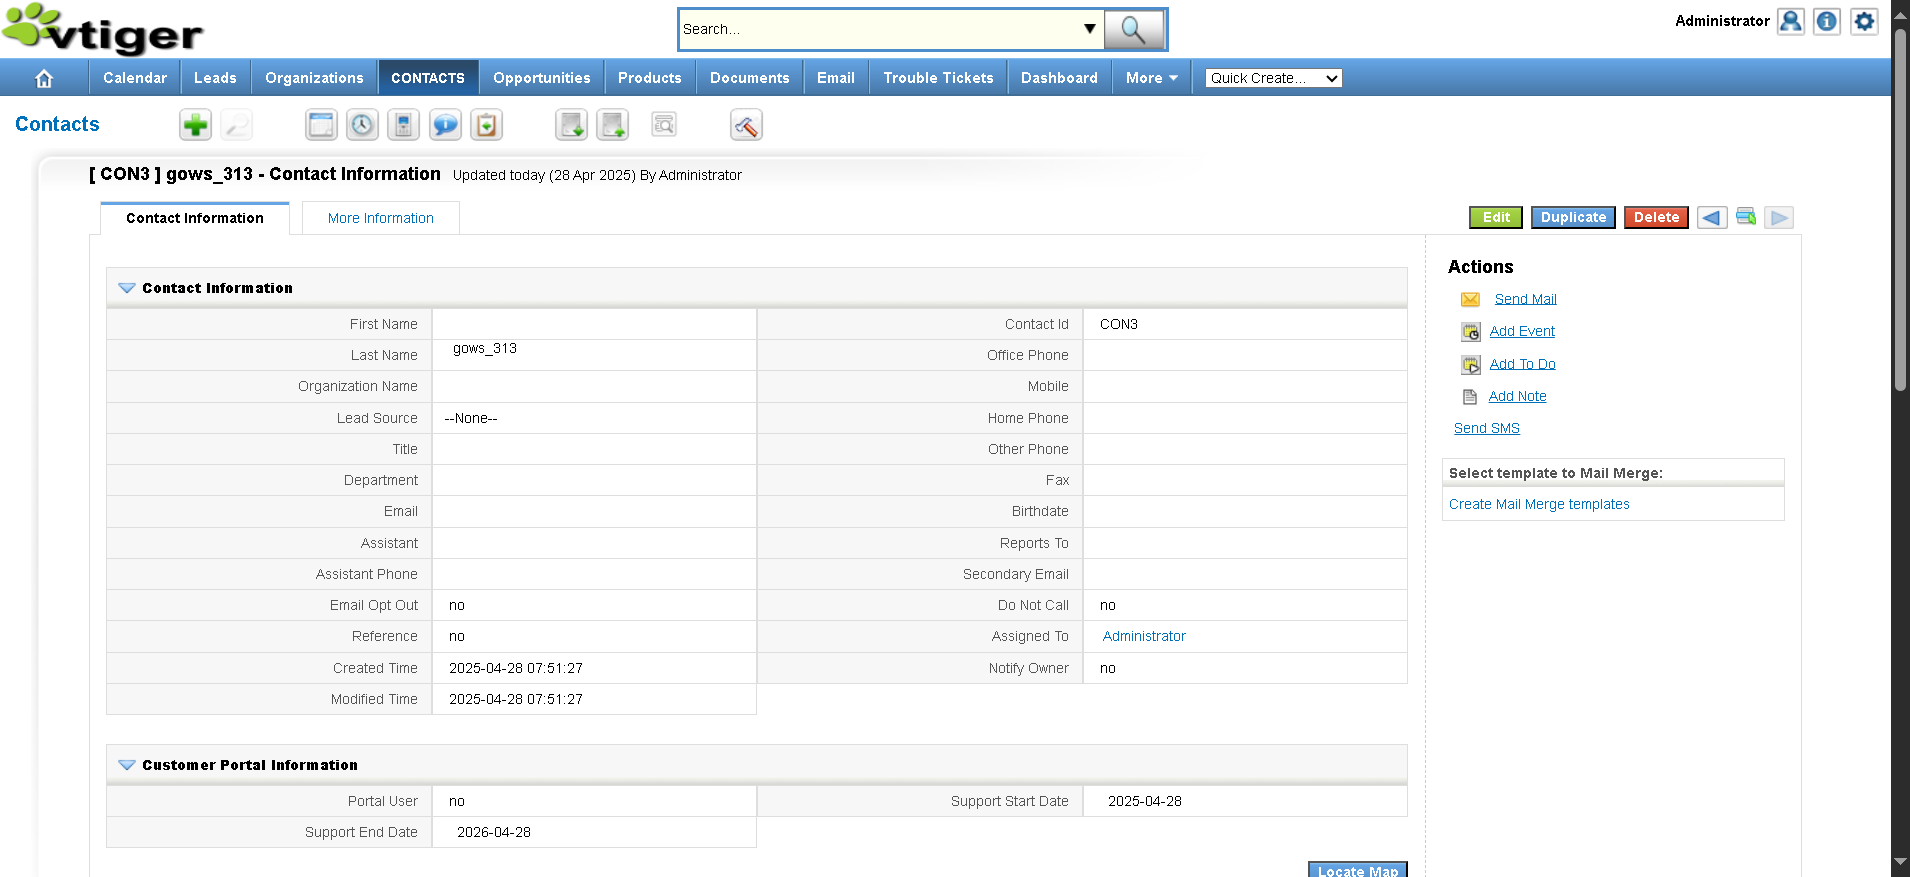 vtiger
Search...
Administrator
Calendar Leads Organizations CONTACTS Opportunities Products Documents Email Trouble Tickets Dashboard More Quick Create...
Contacts
[ CON3 ] gows_313 - Contact Information Updated today (28 Apr 2025) By Administrator
Contact Information More Information
Edit Duplicate Delete
Contact Information
First Name Contact Id CON3
Last Name gows_313 Office Phone
Organization Name Mobile
Lead Source --None-- Home Phone
Title Other Phone
Department Fax
Email Birthdate
Assistant Reports To
Assistant Phone Secondary Email
Email Opt Out no Do Not Call no
Reference no Assigned To Administrator
Created Time 2025-04-28 07:51:27 Notify Owner no
Modified Time 2025-04-28 07:51:27
Customer Portal Information
Portal User no Support Start Date 2025-04-28
Support End Date 2026-04-28
Locate Map
Actions
Send Mail
Add Event
Add To Do
Add Note
Send SMS
Select template to Mail Merge:
Create Mail Merge templates